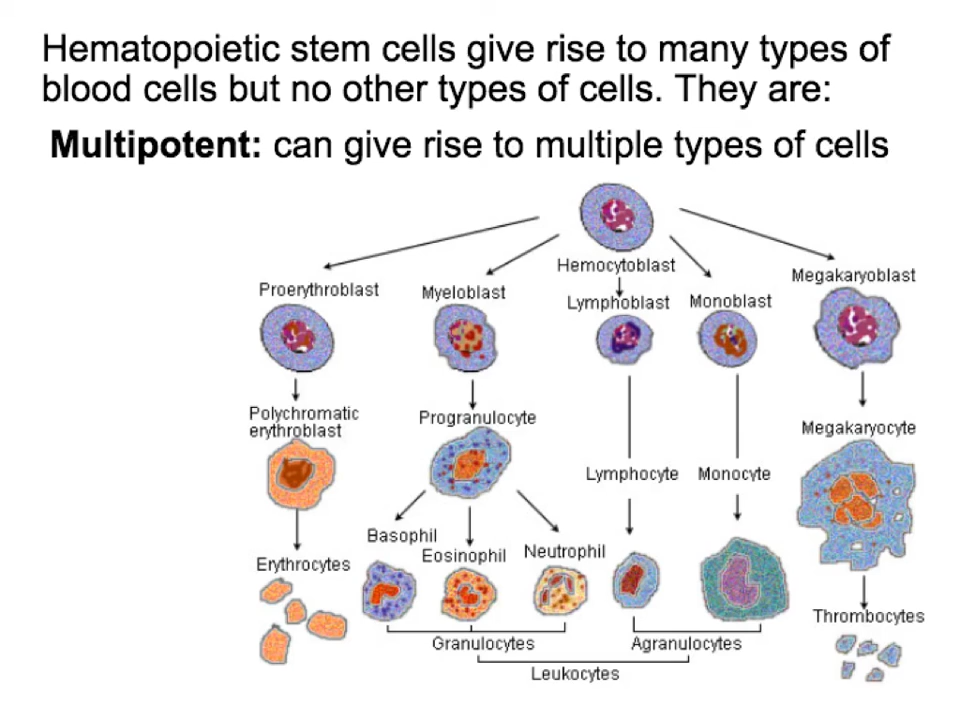 Hematopoietic stem cells give rise to many types of
blood cells but no other types of cells. They are:
Multipotent: can give rise to multiple types of cells
Hemocytoblast
Proerythroblast
Myeloblast
Lymphoblast
Monoblast
Megakaryoblast
Polychromatic
erythroblast
Progranulocyte
Lymphocyte
Monocyte
Megakaryocyte
Erythrocytes
Basophil
Eosinophil
Neutrophil
Thrombocytes
Granulocytes
Agranulocytes
Leukocytes